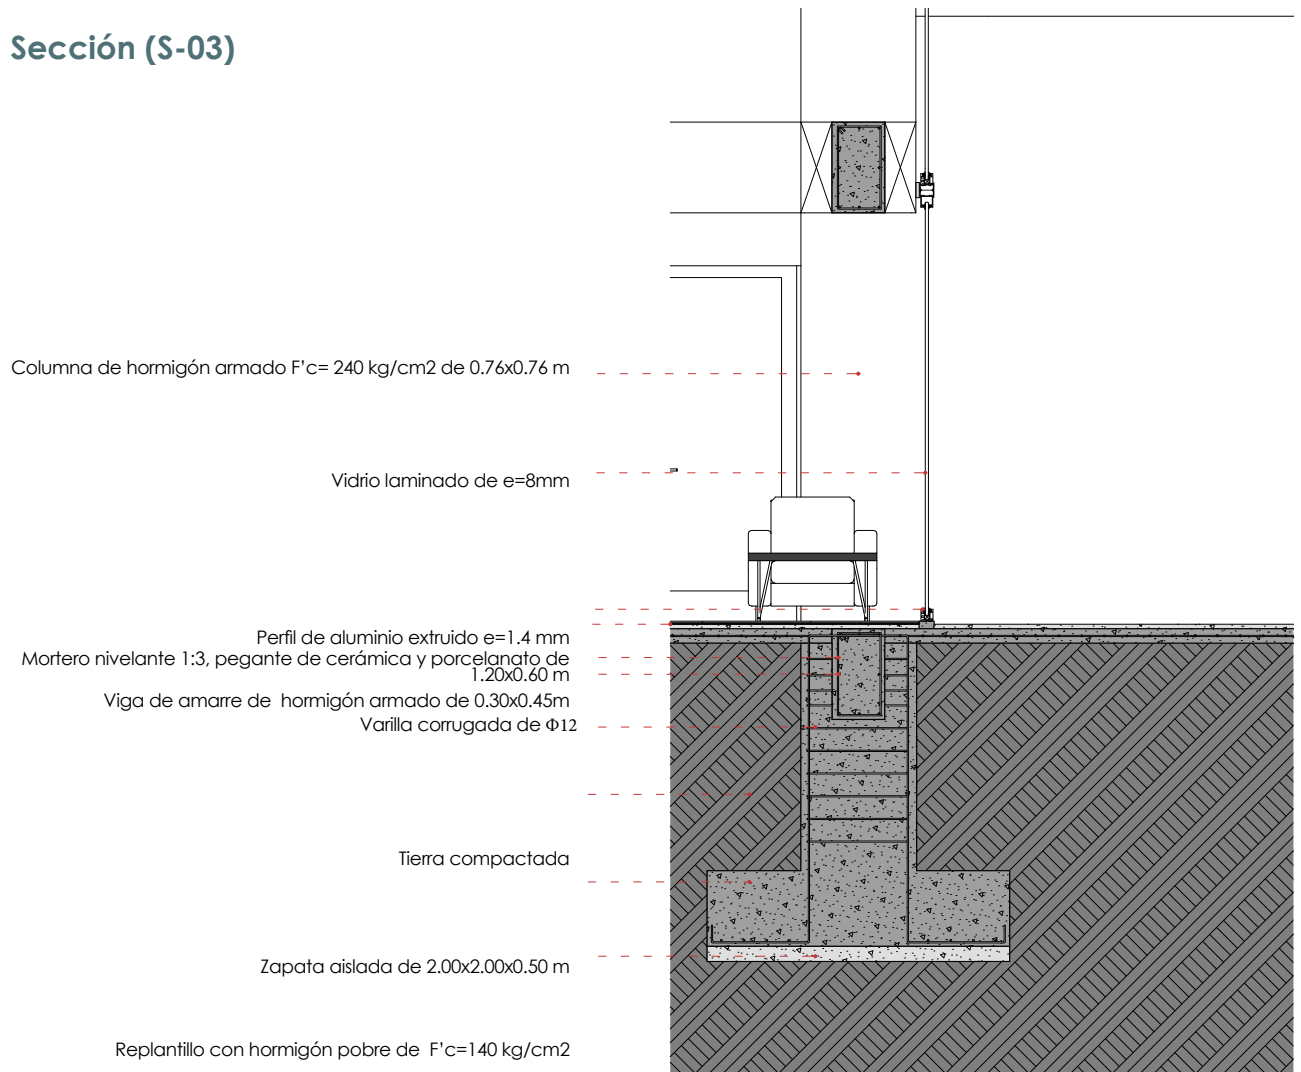 Sección (S-03)
Columna de hormigón armado F'c= 240 kg/cm2 de 0.76x0.76 m
Vidrio laminado de e=8mm
Perfil de aluminio extruido e=1.4 mm
Mortero nivelante 1:3, pegante de cerámica y porcelanato de
1.20x0.60 m
Viga de amarre de  hormigón armado de 0.30x0.45m
Varilla corrugada de Φ12
Tierra compactada
Zapata aislada de 2.00x2.00x0.50 m
Replantillo con hormigón pobre de  F'c=140 kg/cm2